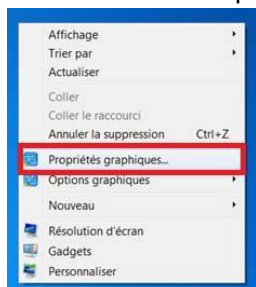 Affichage
Trier par
Actualiser
Coller
Coller le raccourci
Annuler la suppression Ctrl+Z
Propriétés graphiques...
Options graphiques
Nouveau
Résolution d'écran
Gadgets
Personnaliser